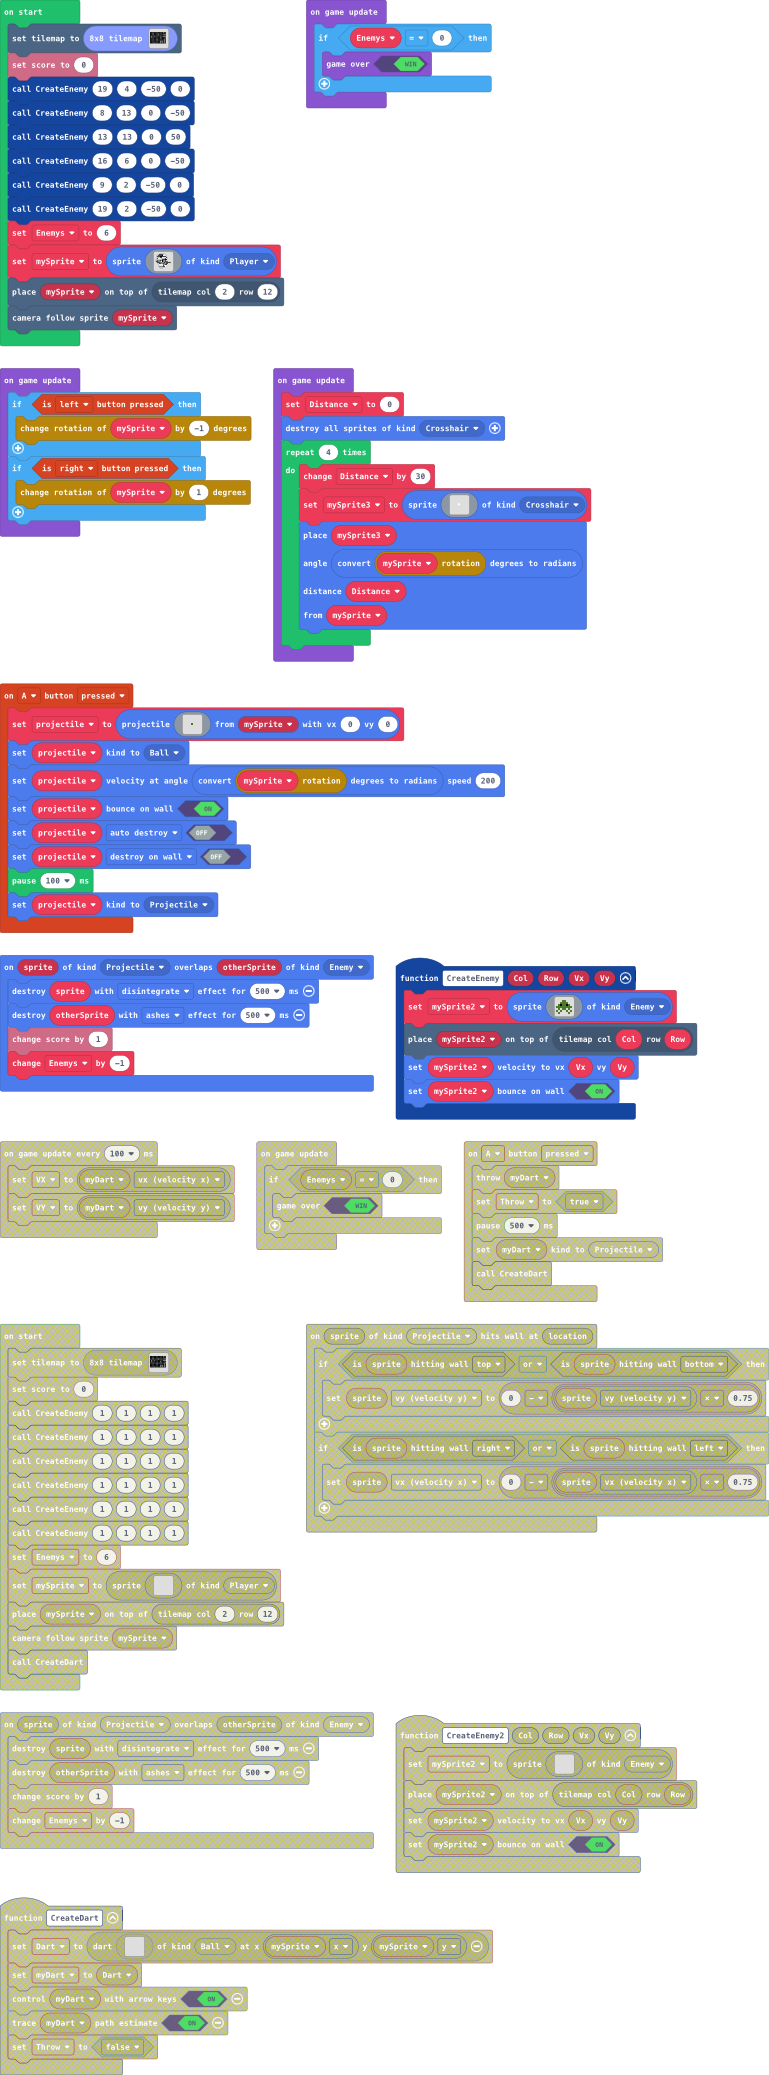 on start
set tilemap to 8x8 tilemap
set score to 0
call CreateEnemy 19 4 -50 0
call CreateEnemy 8 13 0 -50
call CreateEnemy 13 13 0 50
call CreateEnemy 16 6 0 -50
call CreateEnemy 9 2 -50 0
call CreateEnemy 19 2 -50 0
set Enemys to 6
set mySprite to sprite of kind Player
place mySprite on top of tilemap col 2 row 12
camera follow sprite mySprite
on game update
if Enemys = 0 then
game over WIN
on game update
if is left button pressed then
change rotation of mySprite by -1 degrees
if is right button pressed then
change rotation of mySprite by 1 degrees
on game update
set Distance to 0
destroy all sprites of kind Crosshair
repeat 4 times
do
change Distance by 30
set mySprite3 to sprite of kind Crosshair
place mySprite3
angle convert mySprite rotation degrees to radians
distance Distance
from mySprite
on A button pressed
set projectile to projectile from mySprite with vx 0 vy 0
set projectile kind to Ball
set projectile velocity at angle convert mySprite rotation degrees to radians speed 200
set projectile bounce on wall ON
set projectile auto destroy OFF
set projectile destroy on wall OFF
pause 100 ms
set projectile kind to Projectile
on sprite of kind Projectile overlaps otherSprite of kind Enemy
destroy sprite with disintegrate effect for 500 ms
destroy otherSprite with ashes effect for 500 ms
change score by 1
change Enemys by -1
function CreateEnemy Col Row Vx Vy
set mySprite2 to sprite of kind Enemy
place mySprite2 on top of tilemap col Col row Row
set mySprite2 velocity to vx Vx vy Vy
set mySprite2 bounce on wall ON
on game update every 100 ms
set VX to myDart vx (velocity x)
set VY to myDart vy (velocity y)
on game update
if Enemys = 0 then
game over WIN
on A button pressed
throw myDart
set Throw to true
pause 500 ms
set myDart kind to Projectile
call CreateDart
on start
set tilemap to 8x8 tilemap
set score to 0
call CreateEnemy 1 1 1 1
call CreateEnemy 1 1 1 1
call CreateEnemy 1 1 1 1
call CreateEnemy 1 1 1 1
call CreateEnemy 1 1 1 1
call CreateEnemy 1 1 1 1
set Enemys to 6
set mySprite to sprite of kind Player
place mySprite on top of tilemap col 2 row 12
camera follow sprite mySprite
call CreateDart
on sprite of kind Projectile hits wall at location
if is sprite hitting wall top or is sprite hitting wall bottom then
set sprite vy (velocity y) to 0 - sprite vy (velocity y) × 0.75
if is sprite hitting wall right or is sprite hitting wall left then
set sprite vx (velocity x) to 0 - sprite vx (velocity x) × 0.75
on sprite of kind Projectile overlaps otherSprite of kind Enemy
destroy sprite with disintegrate effect for 500 ms
destroy otherSprite with ashes effect for 500 ms
change score by 1
change Enemys by -1
function CreateEnemy2 Col Row Vx Vy
set mySprite2 to sprite of kind Enemy
place mySprite2 on top of tilemap col Col row Row
set mySprite2 velocity to vx Vx vy Vy
set mySprite2 bounce on wall ON
function CreateDart
set Dart to dart of kind Ball at x mySprite x y mySprite y
set myDart to Dart
control myDart with arrow keys ON
trace myDart path estimate ON
set Throw to false